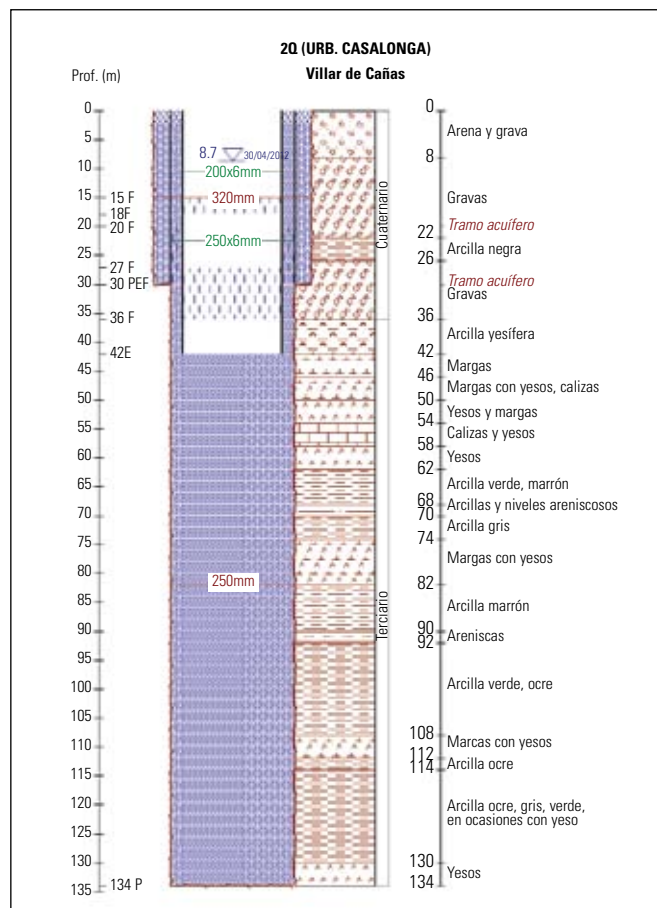 2Q (URB. CASALONGA)
Villar de Cañas
Prof. (m)
0
5
10
15
20
25
30
35
40
45
50
55
60
65
70
75
80
85
90
95
100
105
110
115
120
125
130
135
15 F
18F
20 F
27 F
30 PEF
36 F
42E
134 P
8.7
30/04/2012
200x6mm
320mm
250x6mm
250mm
Cuaternario
Terciario
0
Arena y grava
8
Gravas
Tramo acuífero
22
Arcilla negra
26
Tramo acuífero
Gravas
36
Arcilla yesífera
42
Margas
46
Margas con yesos, calizas
50
Yesos y margas
54
Calizas y yesos
58
Yesos
62
Arcilla verde, marrón
68
Arcillas y niveles areniscosos
70
Arcilla gris
74
Margas con yesos
82
Arcilla marrón
90
Areniscas
92
Arcilla verde, ocre
108
Marcas con yesos
112
Arcilla ocre
114
Arcilla ocre, gris, verde,
en ocasiones con yeso
130
Yesos
134